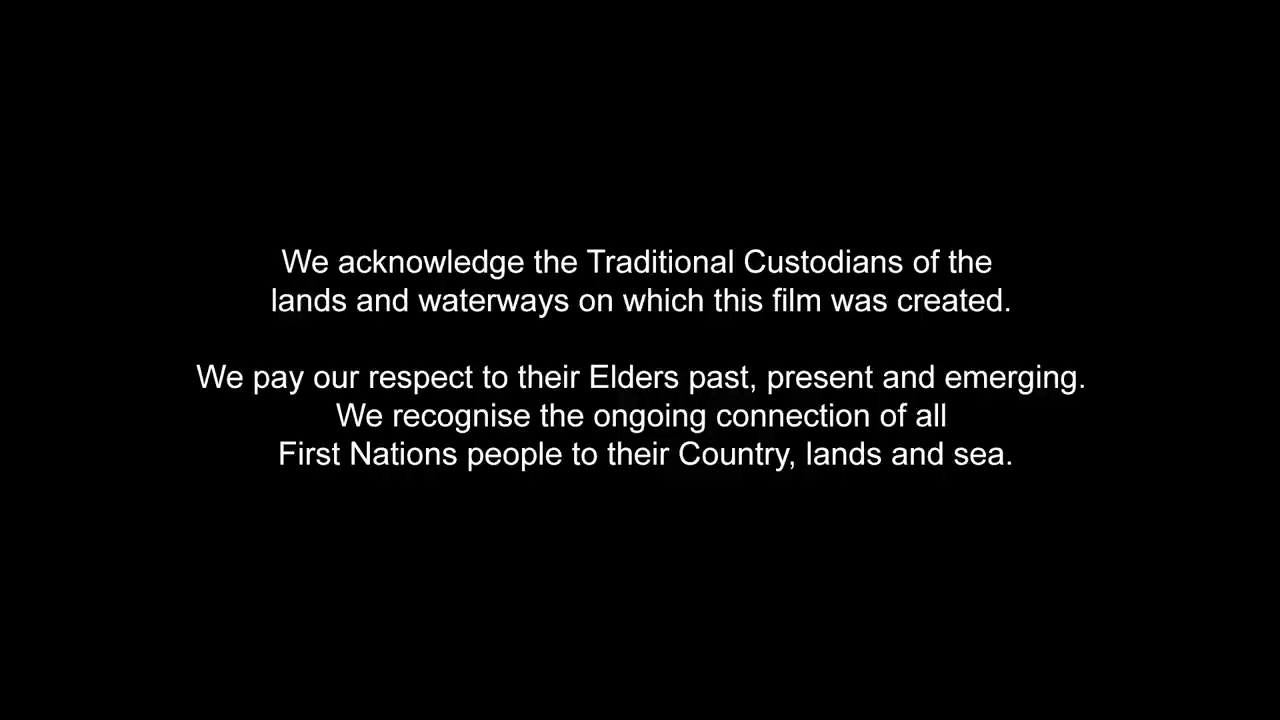 We acknowledge the Traditional Custodians of the
lands and waterways on which this film was created.
We pay our respect to their Elders past, present and emerging.
We recognise the ongoing connection of all
First Nations people to their Country, lands and sea.